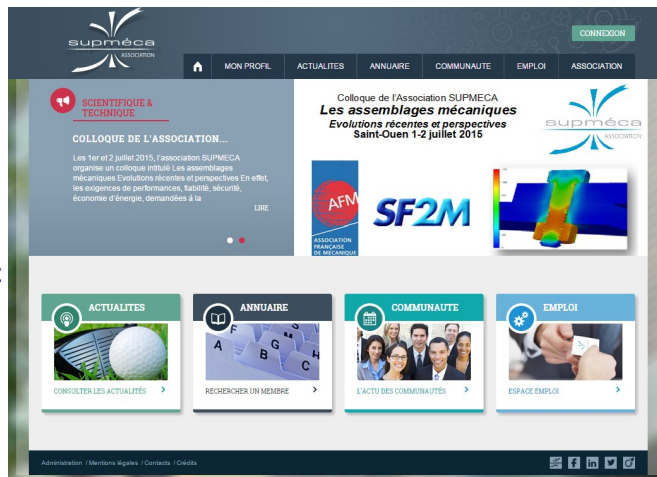 supméca
ASSOCIATION
CONNEXION
MON PROFIL
ACTUALITES
ANNUAIRE
COMMUNAUTE
EMPLOI
ASSOCIATION
SCIENTIFIQUE &
TECHNIQUE
COLLOQUE DE L'ASSOCIATION...
Les 1er et 2 juillet 2015, l'association SUPMECA
organise un colloque intitulé Les assemblages
mécaniques Evolutions récentes et perspectives En effet,
les exigences de performances, fiabilité, sécurité,
économie d'énergie, demandées à la
LIRE
Colloque de l'Association SUPMECA
Les assemblages mécaniques
Evolutions récentes et perspectives
Saint-Ouen 1-2 juillet 2015
supméca
ASSOCIATION
AFM
ASSOCIATION
FRANÇAISE
DE MECANIQUE
SF2M
ACTUALITES
CONSULTER LES ACTUALITÉS
ANNUAIRE
F
E
A
B
G
C
H
RECHERCHER UN MEMBRE
COMMUNAUTE
L'ACTU DES COMMUNAUTÉS
EMPLOI
ESPACE EMPLOI
Administration / Mentions légales / Contacts / Crédits